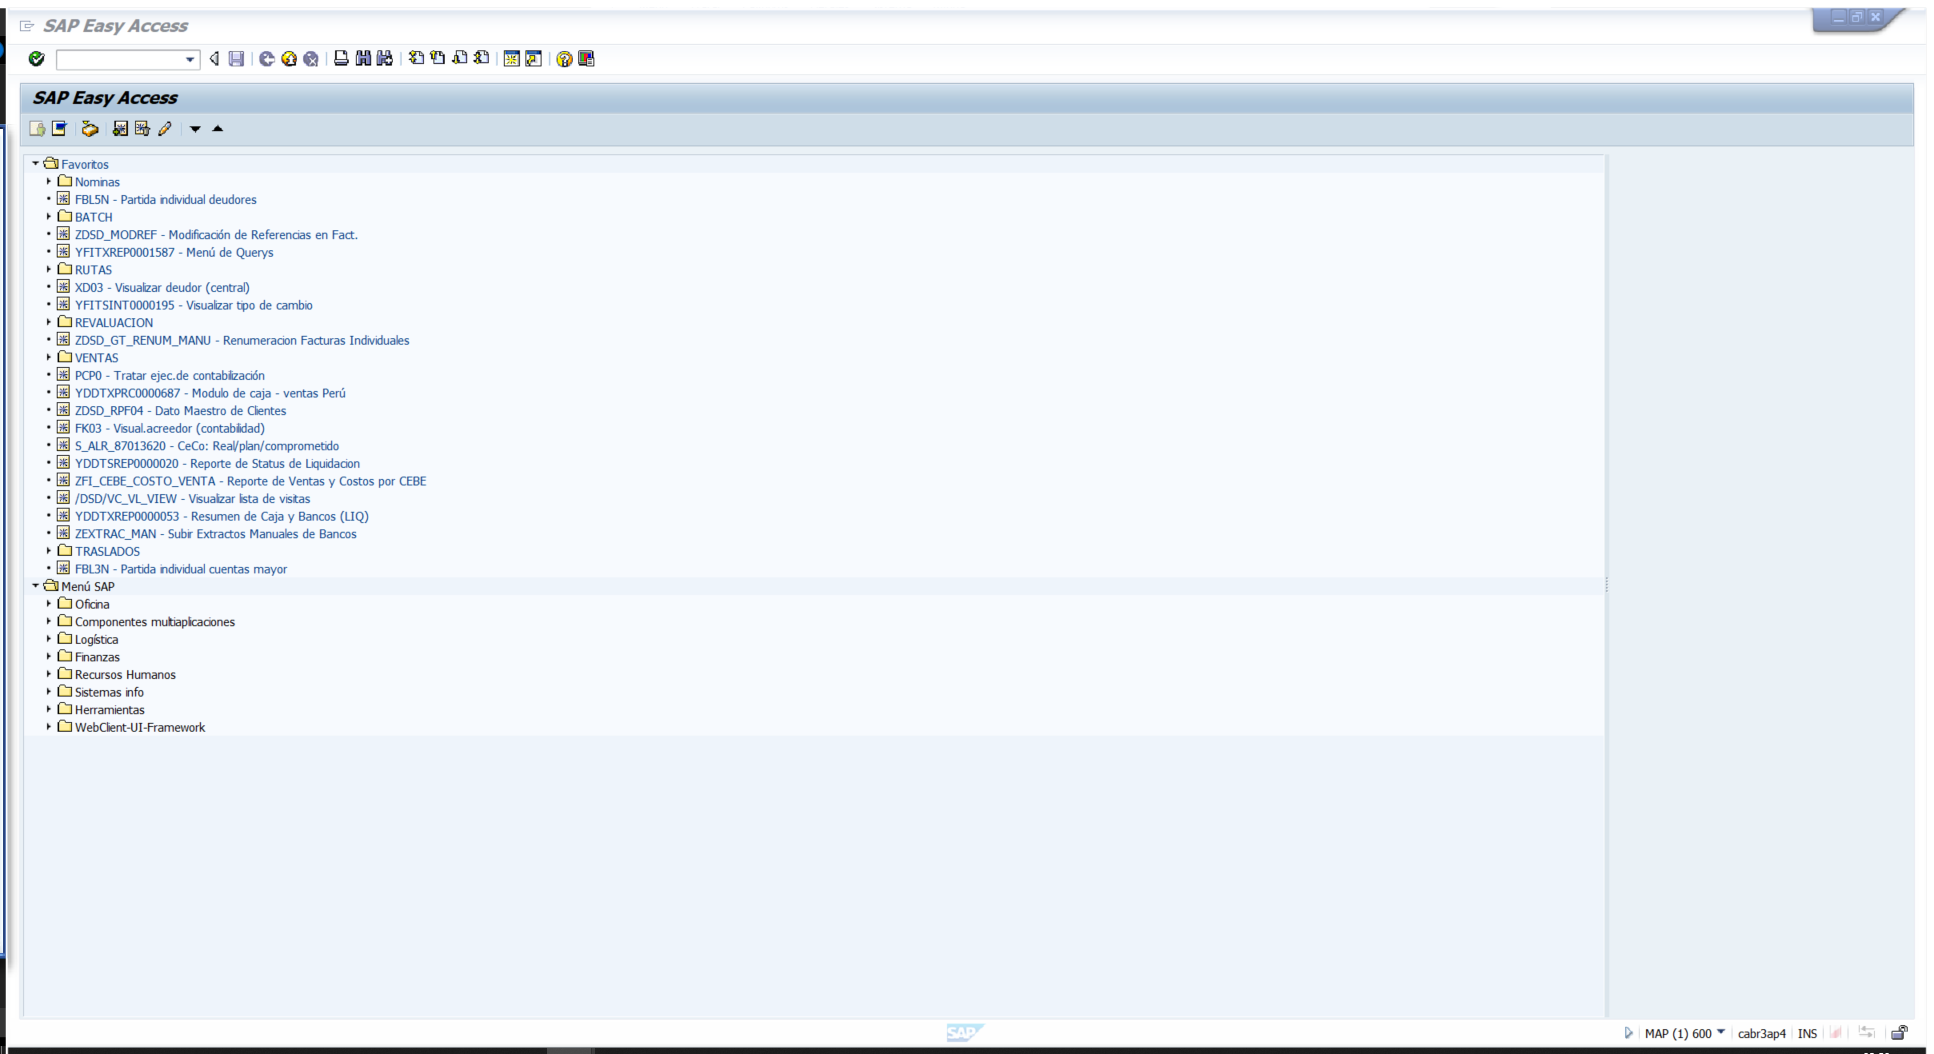 SAP Easy Access
SAP Easy Access
Favoritos
Nominas
FBL5N - Partida individual deudores
BATCH
ZDSD_MODREF - Modificación de Referencias en Fact.
YFITXREP0001587 - Menú de Querys
RUTAS
XD03 - Visualizar deudor (central)
YFITSINT0000195 - Visualizar tipo de cambio
REVALUACION
ZDSD_GT_RENUM_MANU - Renumeracion Facturas Individuales
VENTAS
PCP0 - Tratar ejec.de contabilización
YDDTXPRC0000687 - Modulo de caja - ventas Perú
ZDSD_RPF04 - Dato Maestro de Clientes
FK03 - Visual.acreedor (contabilidad)
S_ALR_87013620 - CeCo: Real/plan/comprometido
YDDTSREP0000020 - Reporte de Status de Liquidacion
ZFI_CEBE_COSTO_VENTA - Reporte de Ventas y Costos por CEBE
/DSD/VC_VL_VIEW - Visualizar lista de visitas
YDDTXREP0000053 - Resumen de Caja y Bancos (LIQ)
ZEXTRAC_MAN - Subir Extractos Manuales de Bancos
TRASLADOS
FBL3N - Partida individual cuentas mayor
Menú SAP
Oficina
Componentes multiaplicaciones
Logística
Finanzas
Recursos Humanos
Sistemas info
Herramientas
WebClient-UI-Framework
SAP
MAP (1) 600 cabr3ap4 INS